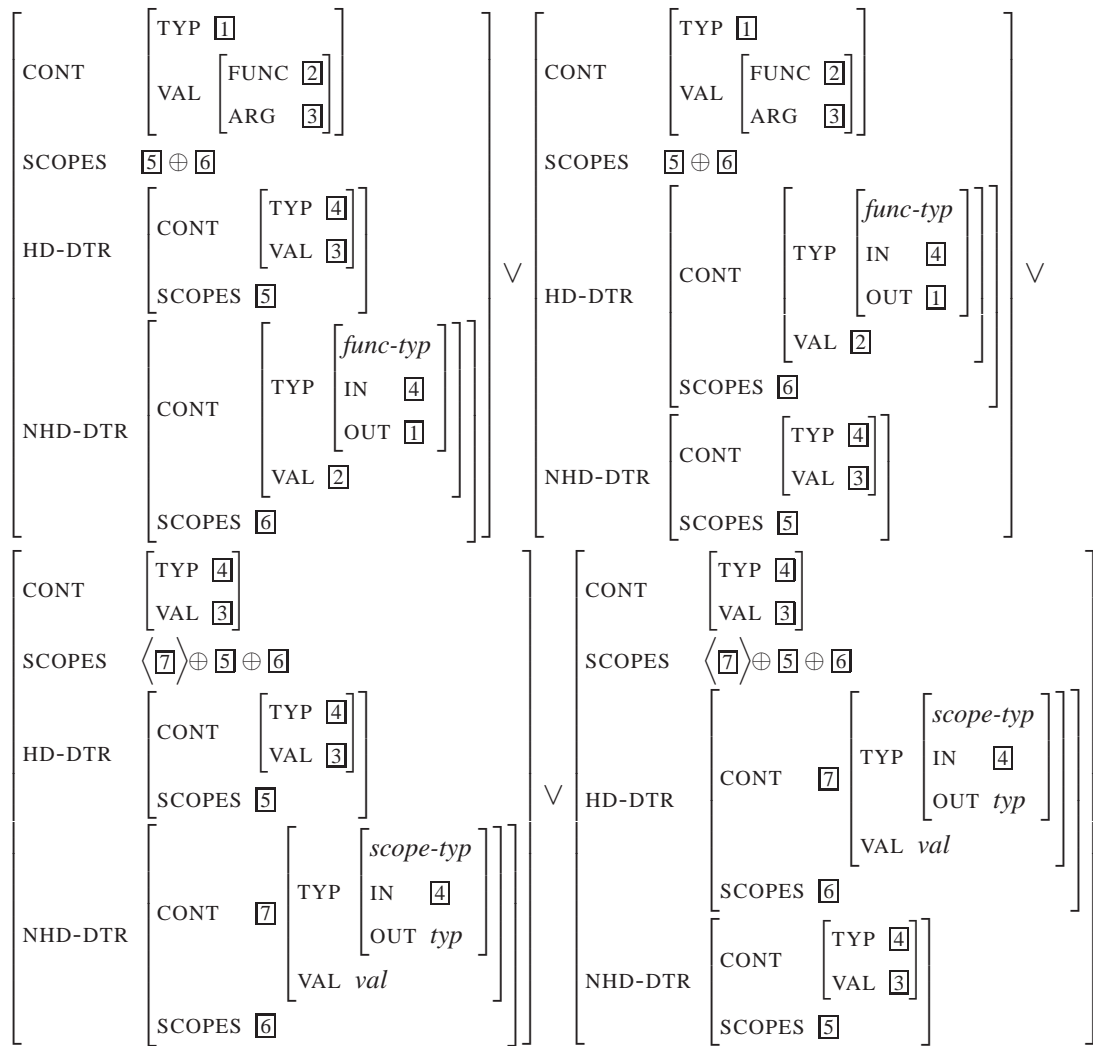 CONT [TYP 1, VAL [FUNC 2, ARG 3]]
SCOPES 5 ⊕ 6
HD-DTR [CONT [TYP 4, VAL 3], SCOPES 5]
NHD-DTR [CONT [TYP [func-typ, IN 4, OUT 1], VAL 2], SCOPES 6]
∨
CONT [TYP 1, VAL [FUNC 2, ARG 3]]
SCOPES 5 ⊕ 6
HD-DTR [CONT [TYP [func-typ, IN 4, OUT 1], VAL 2], SCOPES 6]
NHD-DTR [CONT [TYP 4, VAL 3], SCOPES 5]
∨
CONT [TYP 4, VAL 3]
SCOPES ⟨7⟩ ⊕ 5 ⊕ 6
HD-DTR [CONT [TYP 4, VAL 3], SCOPES 5]
NHD-DTR [CONT 7 [TYP [scope-typ, IN 4, OUT typ], VAL val], SCOPES 6]
∨
CONT [TYP 4, VAL 3]
SCOPES ⟨7⟩ ⊕ 5 ⊕ 6
HD-DTR [CONT 7 [TYP [scope-typ, IN 4, OUT typ], VAL val], SCOPES 6]
NHD-DTR [CONT [TYP 4, VAL 3], SCOPES 5]